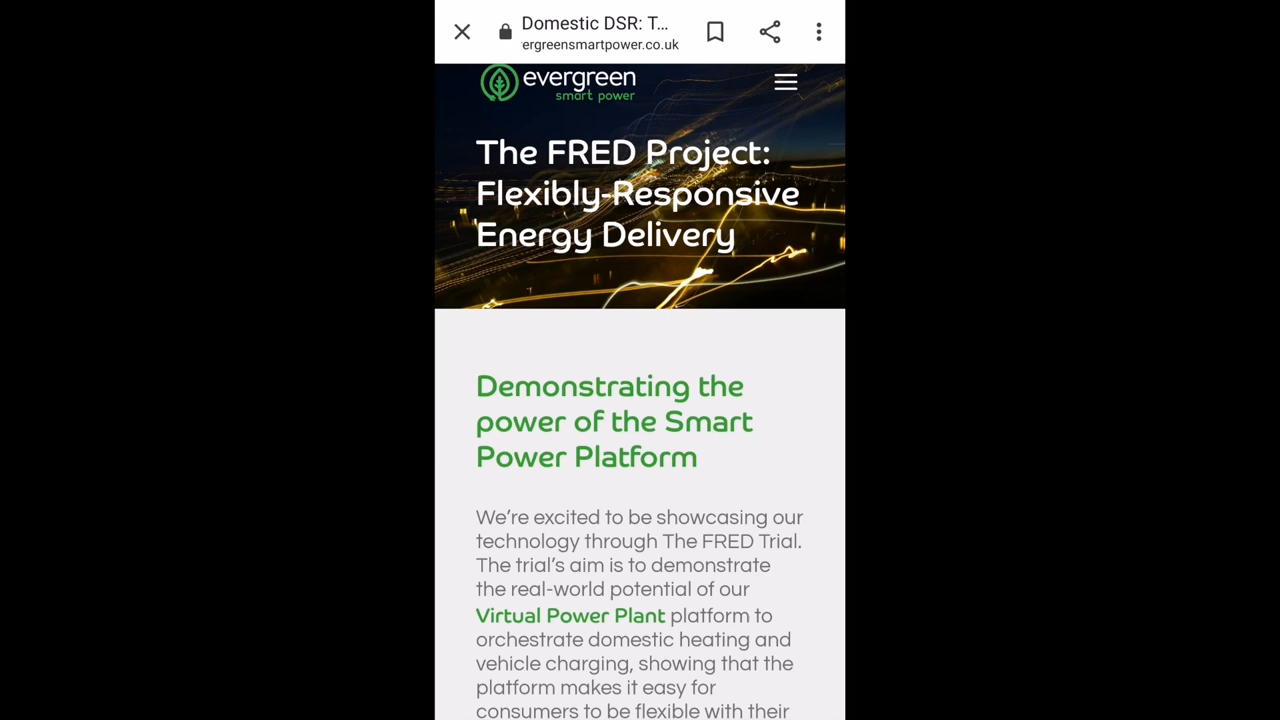 Domestic DSR: T...
ergreensmartpower.co.uk
evergreen
smart power
The FRED Project:
Flexibly-Responsive
Energy Delivery
Demonstrating the
power of the Smart
Power Platform
We're excited to be showcasing our
technology through The FRED Trial.
The trial's aim is to demonstrate
the real-world potential of our
Virtual Power Plant platform to
orchestrate domestic heating and
vehicle charging, showing that the
platform makes it easy for
consumers to be flexible with their